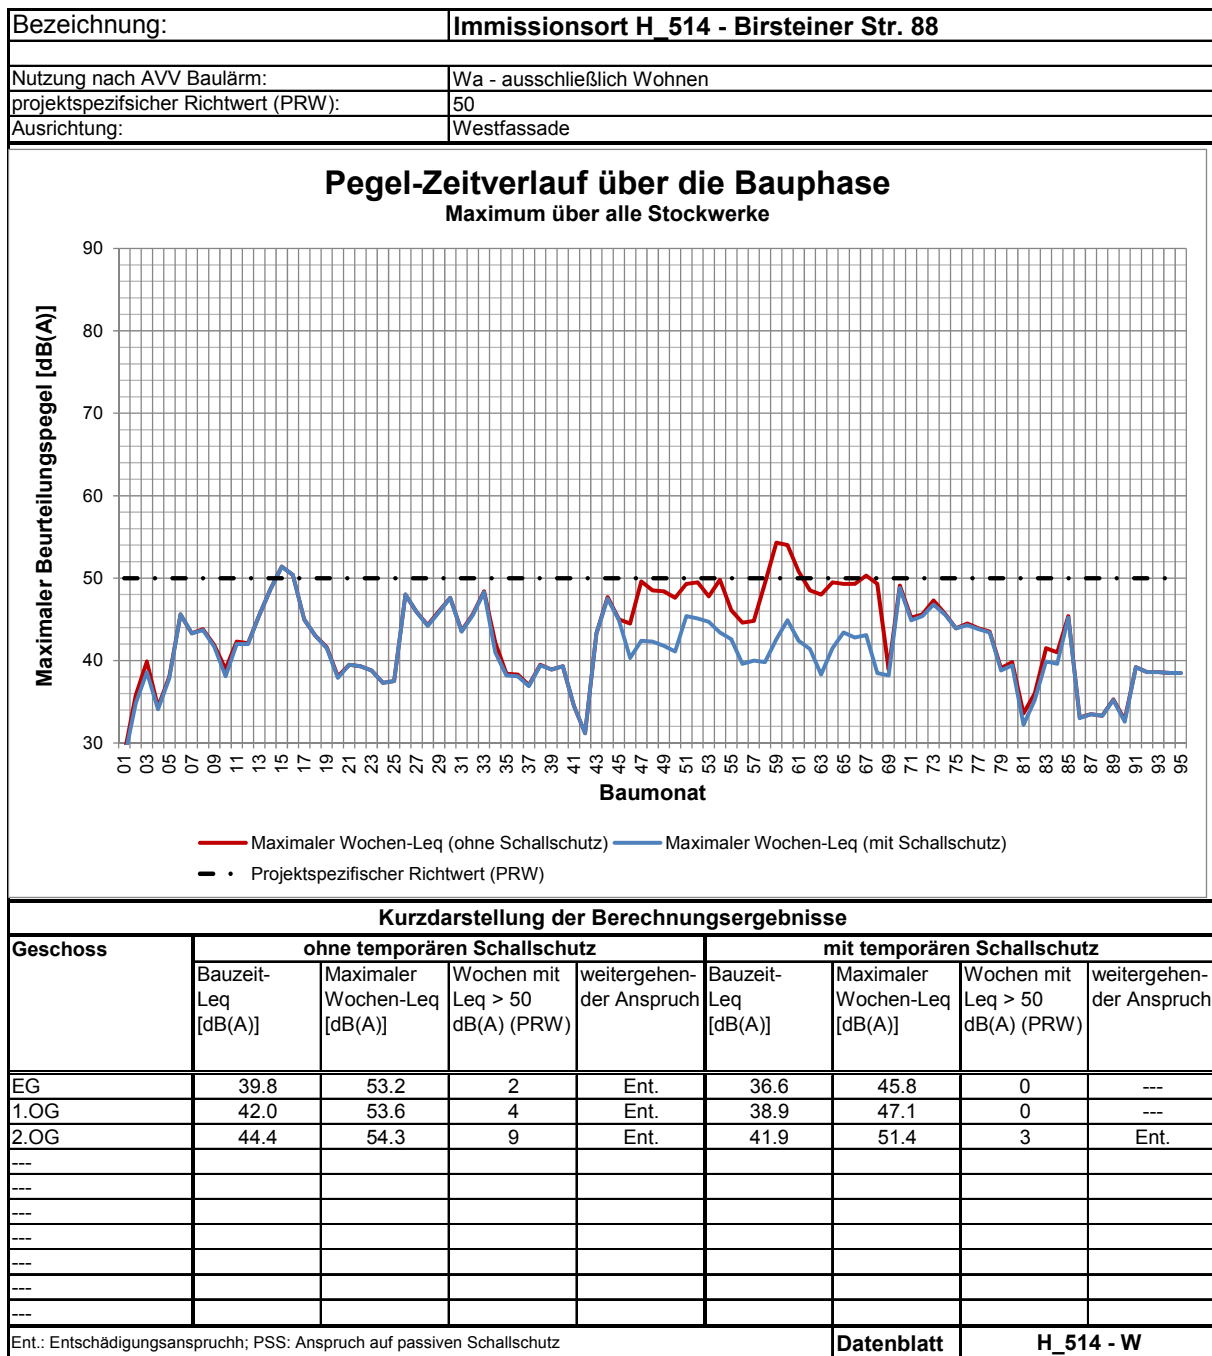 Bezeichnung: Immissionsort H_514 - Birsteiner Str. 88
Nutzung nach AVV Baulärm: Wa - ausschließlich Wohnen
projektspezifsicher Richtwert (PRW): 50
Ausrichtung: Westfassade
Pegel-Zeitverlauf über die Bauphase
Maximum über alle Stockwerke
Maximaler Beurteilungspegel [dB(A)]
90
80
70
60
50
40
30
01 03 05 07 09 11 13 15 17 19 21 23 25 27 29 31 33 35 37 39 41 43 45 47 49 51 53 55 57 59 61 63 65 67 69 71 73 75 77 79 81 83 85 87 89 91 93 95
Baumonat
Maximaler Wochen-Leq (ohne Schallschutz) Maximaler Wochen-Leq (mit Schallschutz)
Projektspezifischer Richtwert (PRW)
Kurzdarstellung der Berechnungsergebnisse
Geschoss ohne temporären Schallschutz mit temporären Schallschutz
Bauzeit- Maximaler Wochen mit weitergehen- Bauzeit- Maximaler Wochen mit weitergehen-
Leq Wochen-Leq Leq > 50 der Anspruch Leq Wochen-Leq Leq > 50 der Anspruch
[dB(A)] [dB(A)] dB(A) (PRW) [dB(A)] [dB(A)] dB(A) (PRW)
EG 39.8 53.2 2 Ent. 36.6 45.8 0 ---
1.OG 42.0 53.6 4 Ent. 38.9 47.1 0 ---
2.OG 44.4 54.3 9 Ent. 41.9 51.4 3 Ent.
---
---
---
---
---
---
---
Ent.: Entschädigungsanspruchh; PSS: Anspruch auf passiven Schallschutz Datenblatt H_514 - W